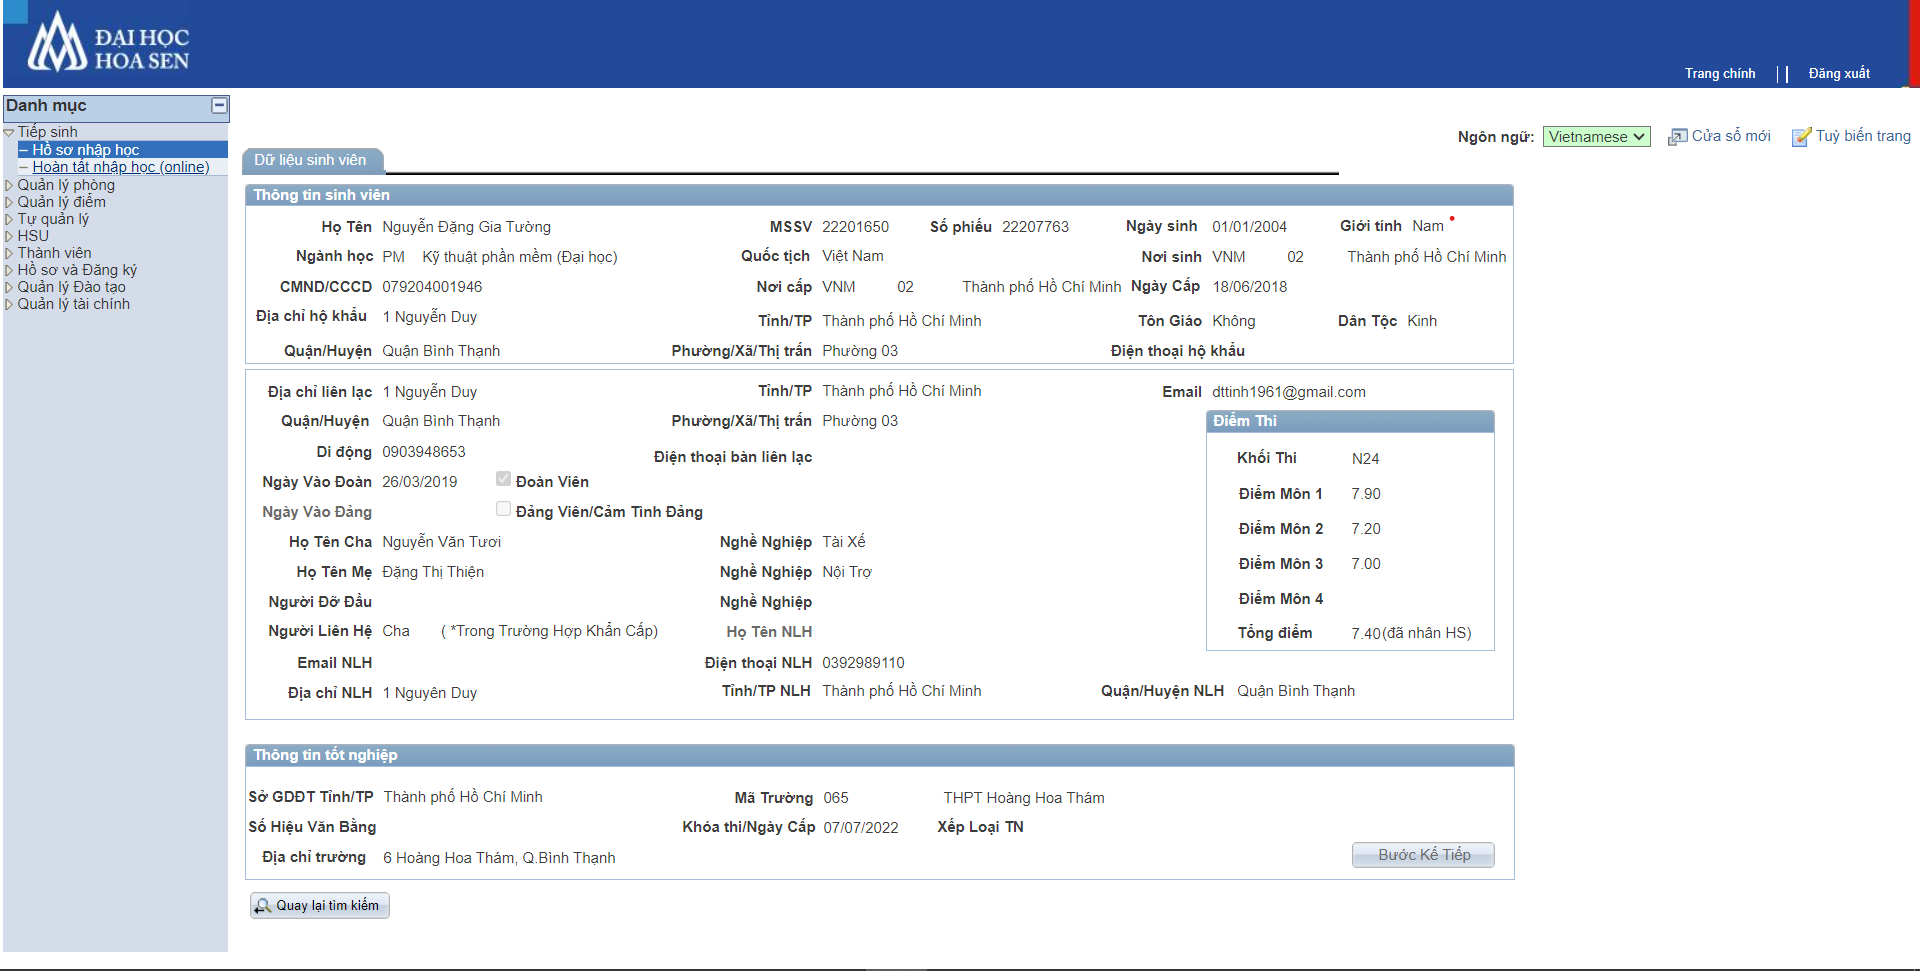 ĐẠI HỌC
HOA SEN
Trang chính Đăng xuất
Danh mục
Tiếp sinh
Hồ sơ nhập học
Hoàn tất nhập học (online)
Quản lý phòng
Quản lý điểm
Tự quản lý
HSU
Thành viên
Hồ sơ và Đăng ký
Quản lý Đào tạo
Quản lý tài chính
Ngôn ngữ: Vietnamese Cửa sổ mới Tuỳ biến trang
Dữ liệu sinh viên
Thông tin sinh viên
Họ Tên Nguyễn Đặng Gia Tường MSSV 22201650 Số phiếu 22207763 Ngày sinh 01/01/2004 Giới tính Nam
Ngành học PM Kỹ thuật phần mềm (Đại học) Quốc tịch Việt Nam Nơi sinh VNM 02 Thành phố Hồ Chí Minh
CMND/CCCD 079204001946 Nơi cấp VNM 02 Thành phố Hồ Chí Minh Ngày Cấp 18/06/2018
Địa chỉ hộ khẩu 1 Nguyễn Duy Tỉnh/TP Thành phố Hồ Chí Minh Tôn Giáo Không Dân Tộc Kinh
Quận/Huyện Quận Bình Thạnh Phường/Xã/Thị trấn Phường 03 Điện thoại hộ khẩu
Địa chỉ liên lạc 1 Nguyễn Duy Tỉnh/TP Thành phố Hồ Chí Minh Email dttinh1961@gmail.com
Quận/Huyện Quận Bình Thạnh Phường/Xã/Thị trấn Phường 03
Di động 0903948653 Điện thoại bàn liên lạc
Ngày Vào Đoàn 26/03/2019 Đoàn Viên
Ngày Vào Đảng Đảng Viên/Cảm Tình Đảng
Họ Tên Cha Nguyễn Văn Tươi Nghề Nghiệp Tài Xế
Họ Tên Mẹ Đặng Thị Thiện Nghề Nghiệp Nội Trợ
Người Đỡ Đầu Nghề Nghiệp
Người Liên Hệ Cha ( *Trong Trường Hợp Khẩn Cấp) Họ Tên NLH
Email NLH Điện thoại NLH 0392989110
Địa chỉ NLH 1 Nguyên Duy Tỉnh/TP NLH Thành phố Hồ Chí Minh Quận/Huyện NLH Quận Bình Thạnh
Điểm Thi
Khối Thi N24
Điểm Môn 1 7.90
Điểm Môn 2 7.20
Điểm Môn 3 7.00
Điểm Môn 4
Tổng điểm 7.40(đã nhân HS)
Thông tin tốt nghiệp
Sở GDĐT Tỉnh/TP Thành phố Hồ Chí Minh Mã Trường 065 THPT Hoàng Hoa Thám
Số Hiệu Văn Bằng Khóa thi/Ngày Cấp 07/07/2022 Xếp Loại TN
Địa chỉ trường 6 Hoàng Hoa Thám, Q.Bình Thạnh
Bước Kế Tiếp
Quay lại tìm kiếm